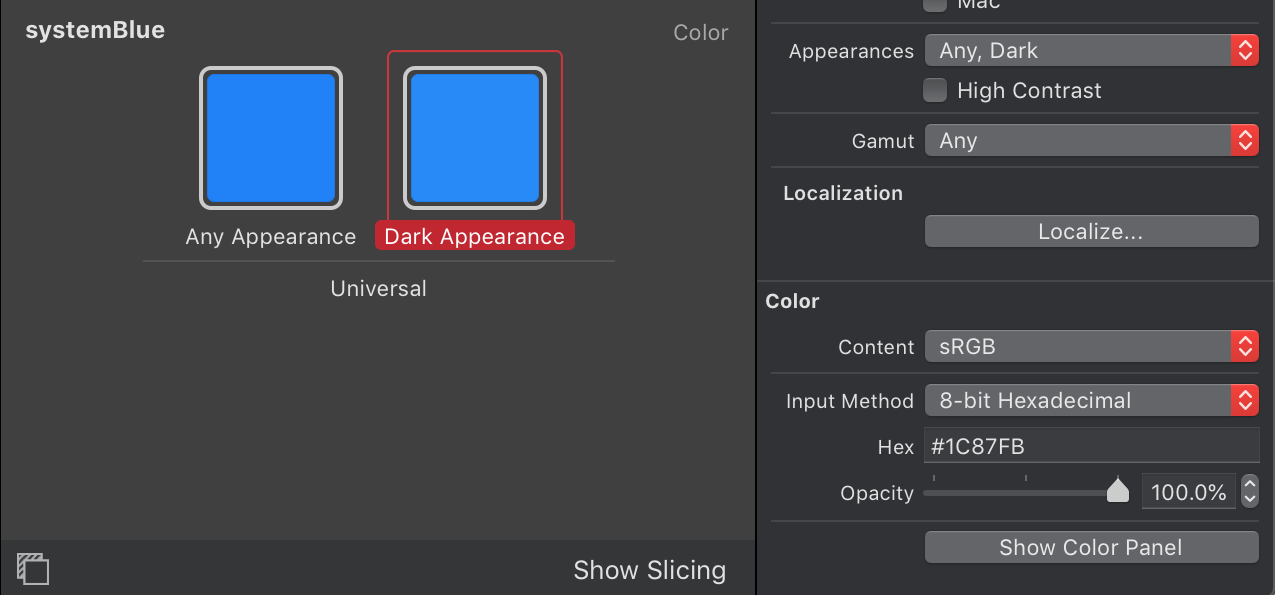 systemBlue
Color
Any Appearance
Dark Appearance
Universal
Show Slicing
Mac
Appearances
Any, Dark
High Contrast
Gamut
Any
Localization
Localize...
Color
Content
sRGB
Input Method
8-bit Hexadecimal
Hex
#1C87FB
Opacity
100.0%
Show Color Panel